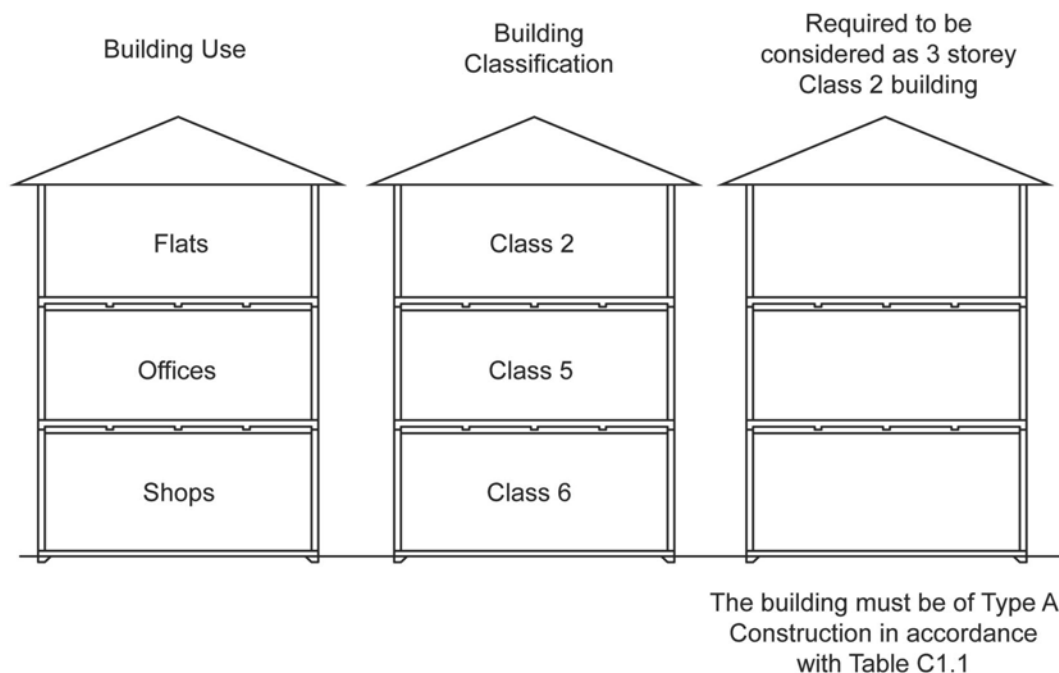 Building Use
Building
Classification
Required to be
considered as 3 storey
Class 2 building
Flats
Class 2
Offices
Class 5
Shops
Class 6
The building must be of Type A
Construction in accordance
with Table C1.1